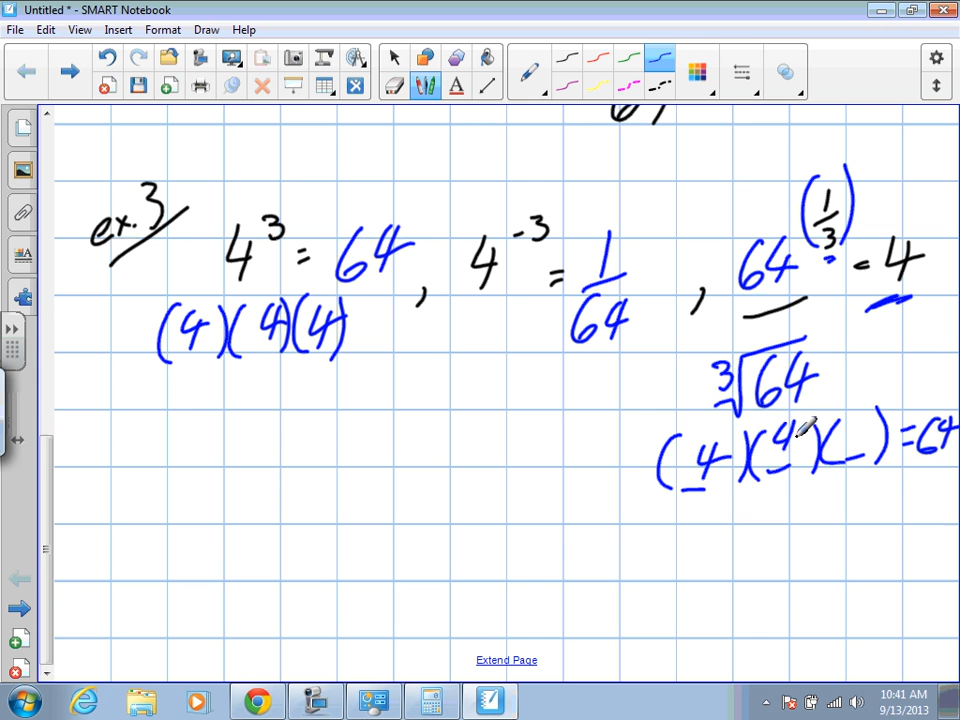 Untitled * - SMART Notebook
File Edit View Insert Format Draw Help
ex. 3 4^3 = 64 , 4^-3 = 1/64 , 64^(1/3) = 4
(4)(4)(4)
∛64
(4)(4)(_) = 64
Extend Page
10:41 AM
9/13/2013